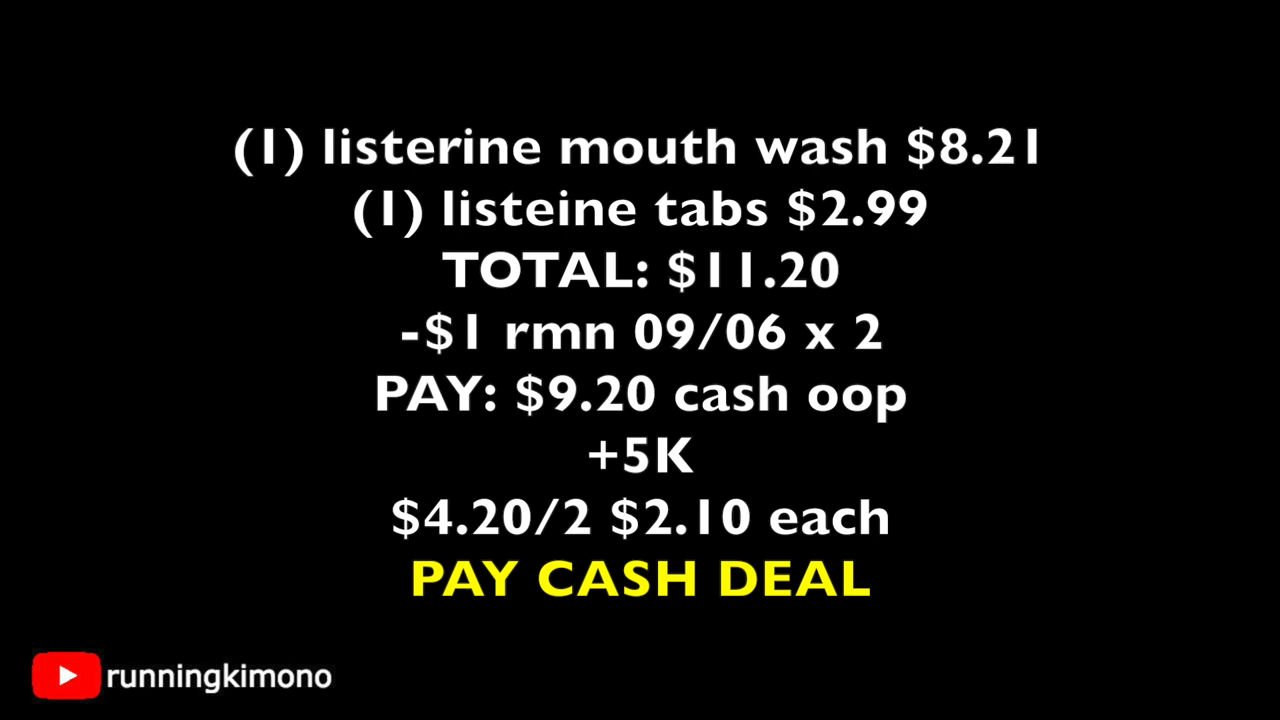 (1) listerine mouth wash $8.21
(1) listeine tabs $2.99
TOTAL: $11.20
-$1 rmn 09/06 x 2
PAY: $9.20 cash oop
+5K
$4.20/2 $2.10 each
PAY CASH DEAL
runningkimono